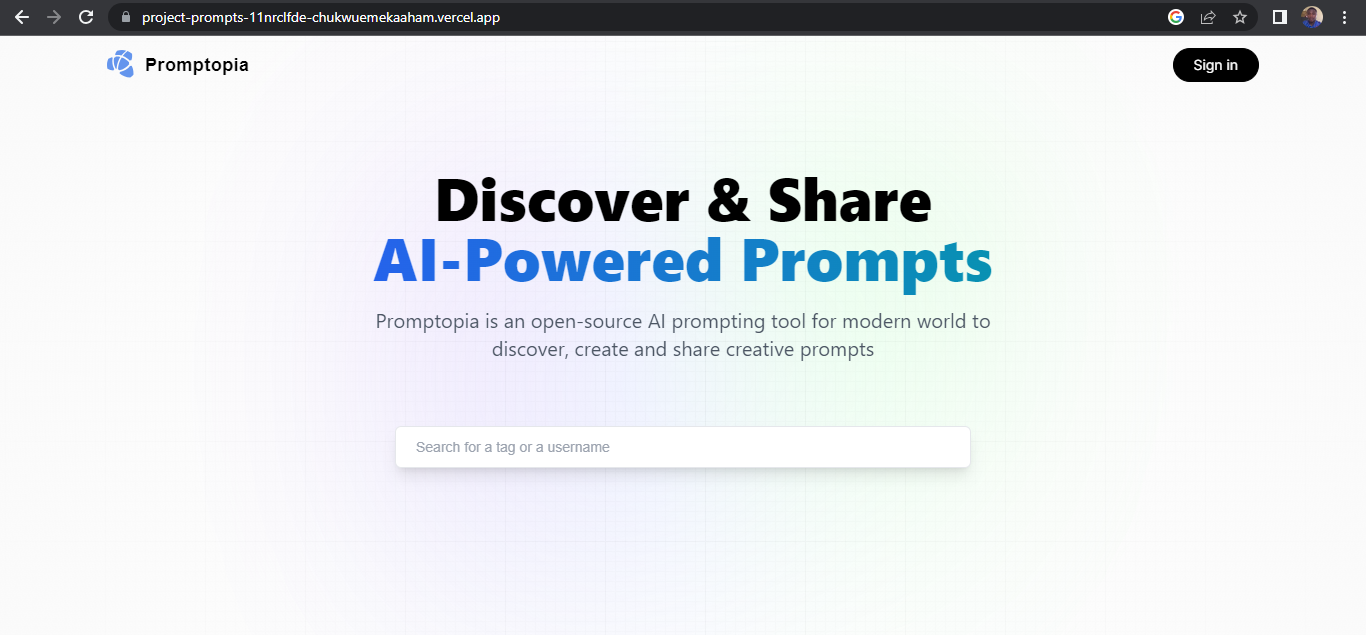 project-prompts-11nrclfde-chukwuemekaaham.vercel.app
Promptopia
Sign in
Discover & Share
AI-Powered Prompts
Promptopia is an open-source AI prompting tool for modern world to
discover, create and share creative prompts
Search for a tag or a username